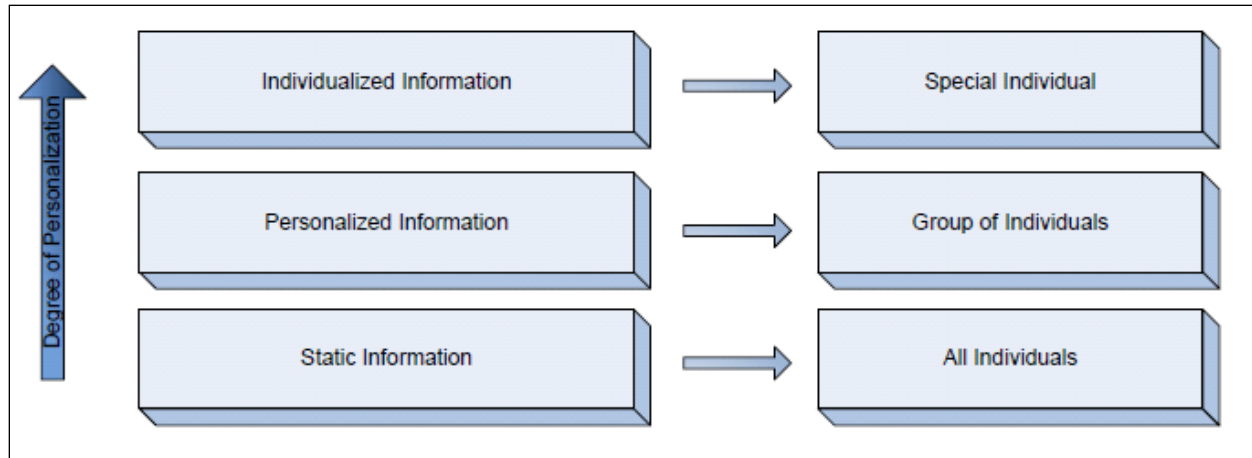 Degree of Personalization
Individualized Information
Special Individual
Personalized Information
Group of Individuals
Static Information
All Individuals